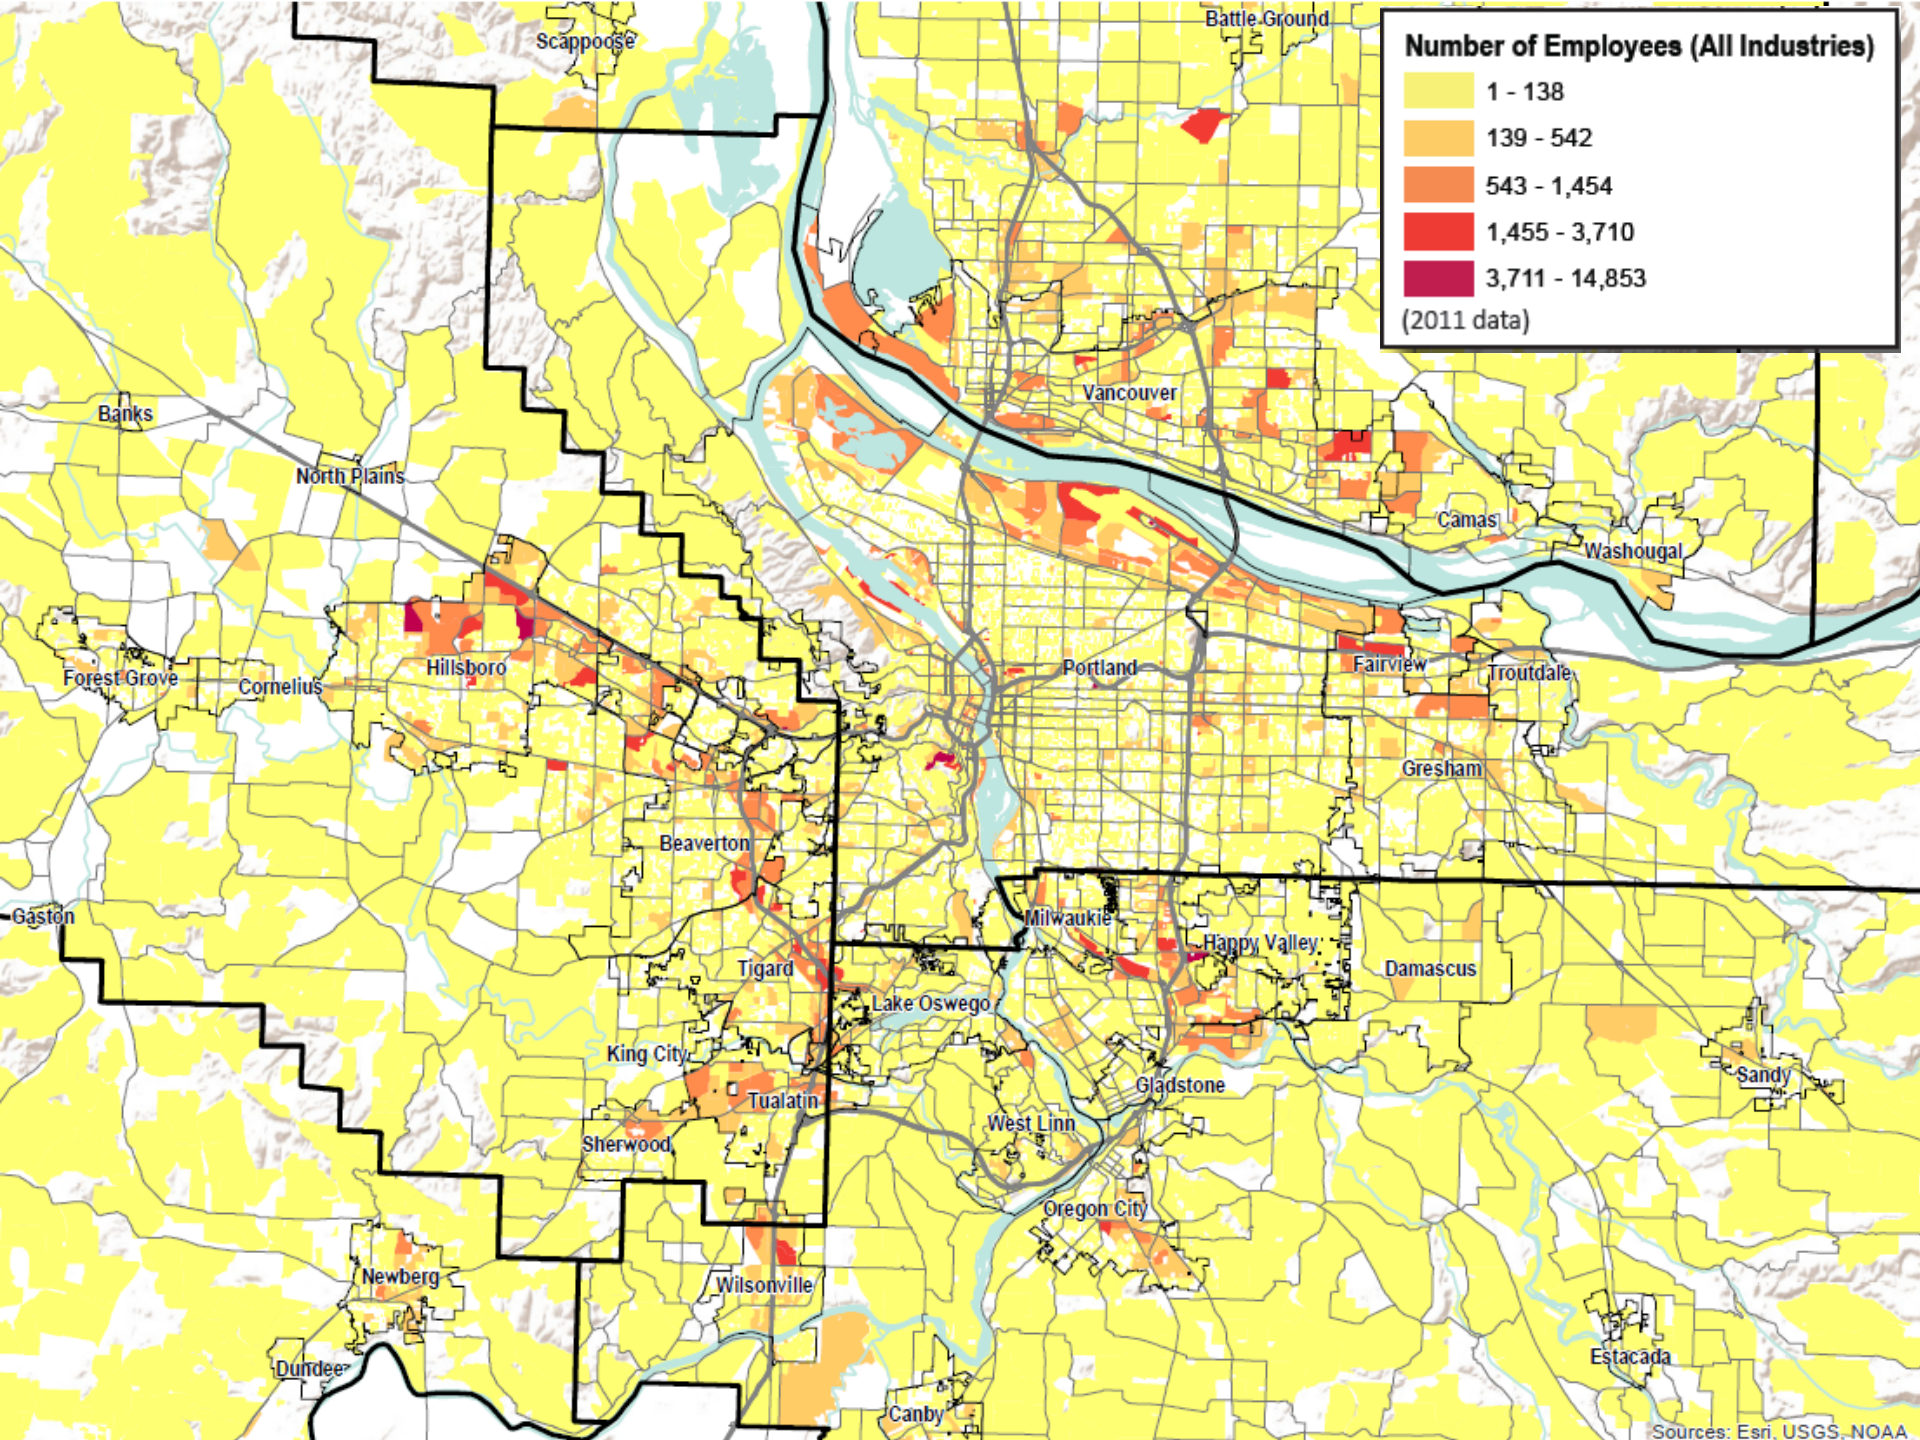 Scappoose
Battle Ground
Number of Employees (All Industries)
1 - 138
139 - 542
543 - 1,454
1,455 - 3,710
3,711 - 14,853
(2011 data)
Banks
Vancouver
North Plains
Camas
Washougal
Forest Grove
Cornelius
Hillsboro
Portland
Fairview
Troutdale
Gresham
Beaverton
Gaston
Milwaukie
Happy Valley
Tigard
Damascus
Lake Oswego
King City
Sandy
Tualatin
Gladstone
West Linn
Sherwood
Oregon City
Newberg
Wilsonville
Dundee
Estacada
Canby
Sources: Esri, USGS, NOAA